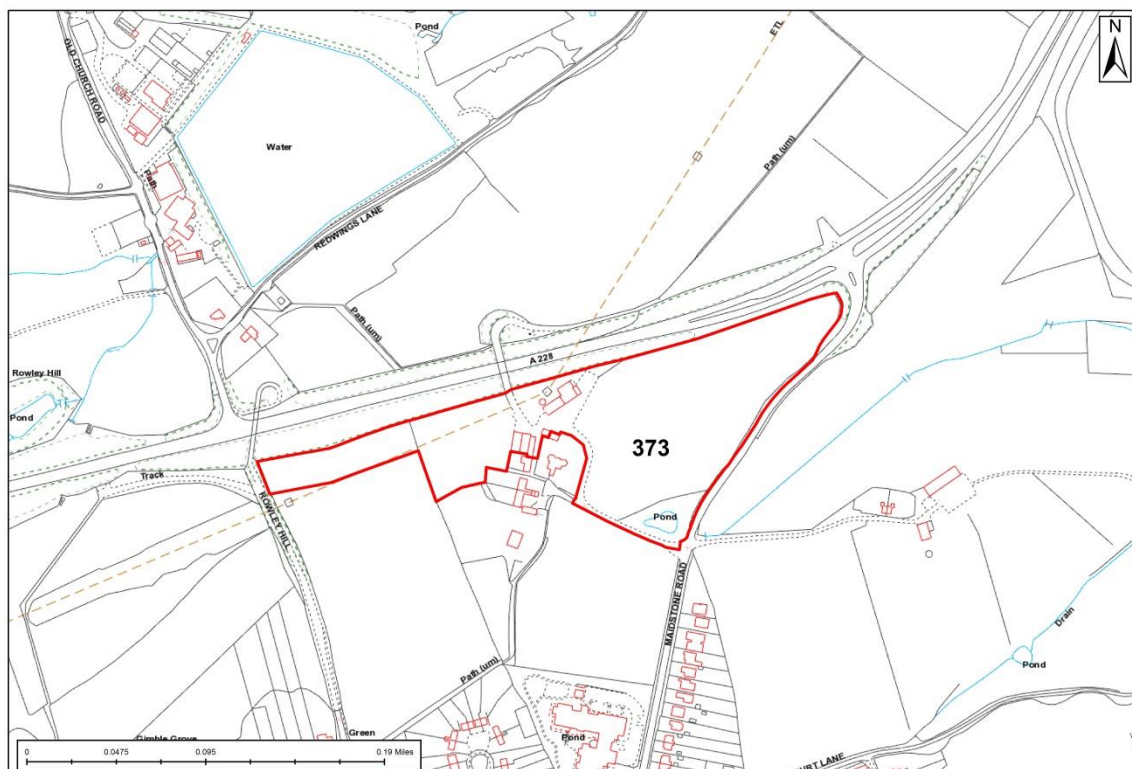 Pond
ETL
N
OLD CHURCH ROAD
Water
Path
Path (um)
REDWINGS LANE
Path (um)
A 228
Rowley Hill
Pond
373
Track
ROWLEY HILL
Pond
MAIDSTONE ROAD
Drain
Pond
Path (um)
Gimble Grove
Green
Pond
URT LANE
0
0.0475
0.095
0.19 Miles